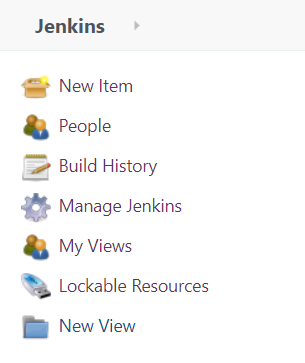 Jenkins
New Item
People
Build History
Manage Jenkins
My Views
Lockable Resources
New View